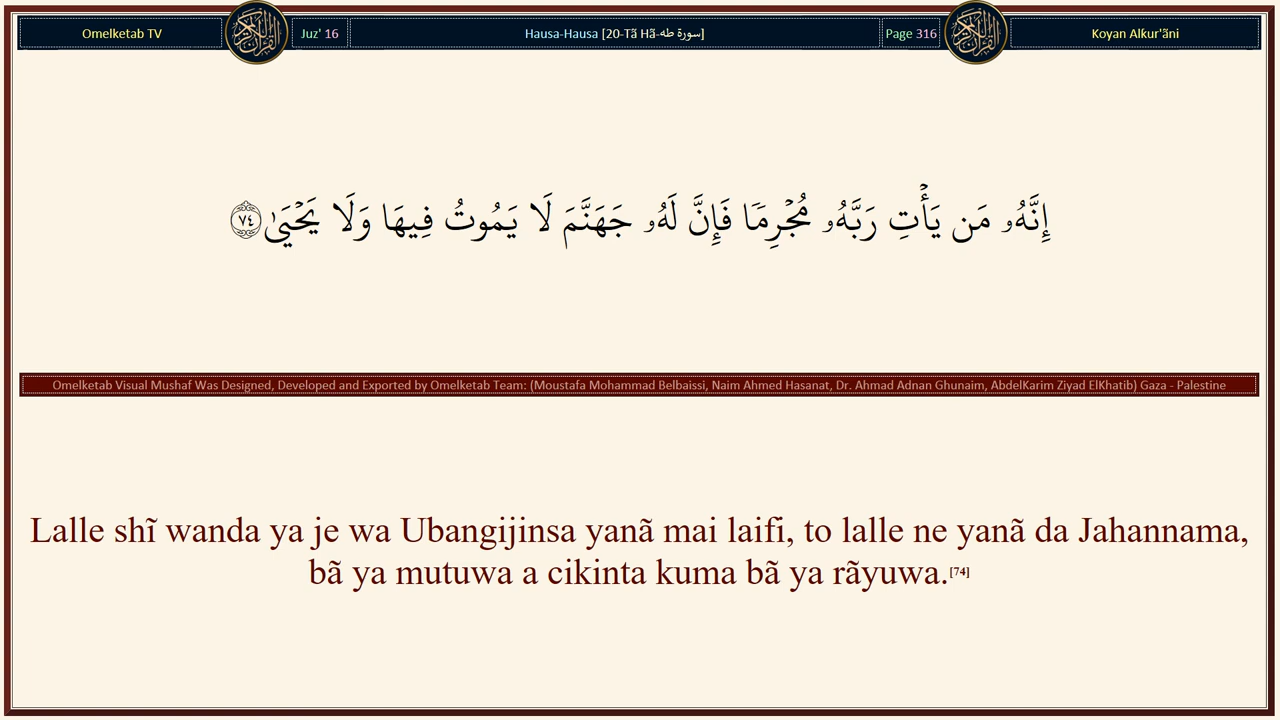 Omelketab TV
Juz' 16
Hausa-Hausa [20-Tã Hã-سورة طه]
Page 316
Koyan Alƙur'ãni
إِنَّهُۥ مَن يَأۡتِ رَبَّهُۥ مُجۡرِمٗا فَإِنَّ لَهُۥ جَهَنَّمَ لَا يَمُوتُ فِيهَا وَلَا يَحۡيَىٰ ٧٤
Omelketab Visual Mushaf Was Designed, Developed and Exported by Omelketab Team: (Moustafa Mohammad Belbaissi, Naim Ahmed Hasanat, Dr. Ahmad Adnan Ghunaim, AbdelKarim Ziyad ElKhatib) Gaza - Palestine
Lalle shĩ wanda ya je wa Ubangijinsa yanã mai laifi, to lalle ne yanã da Jahannama,
bã ya mutuwa a cikinta kuma bã ya rãyuwa.[74]